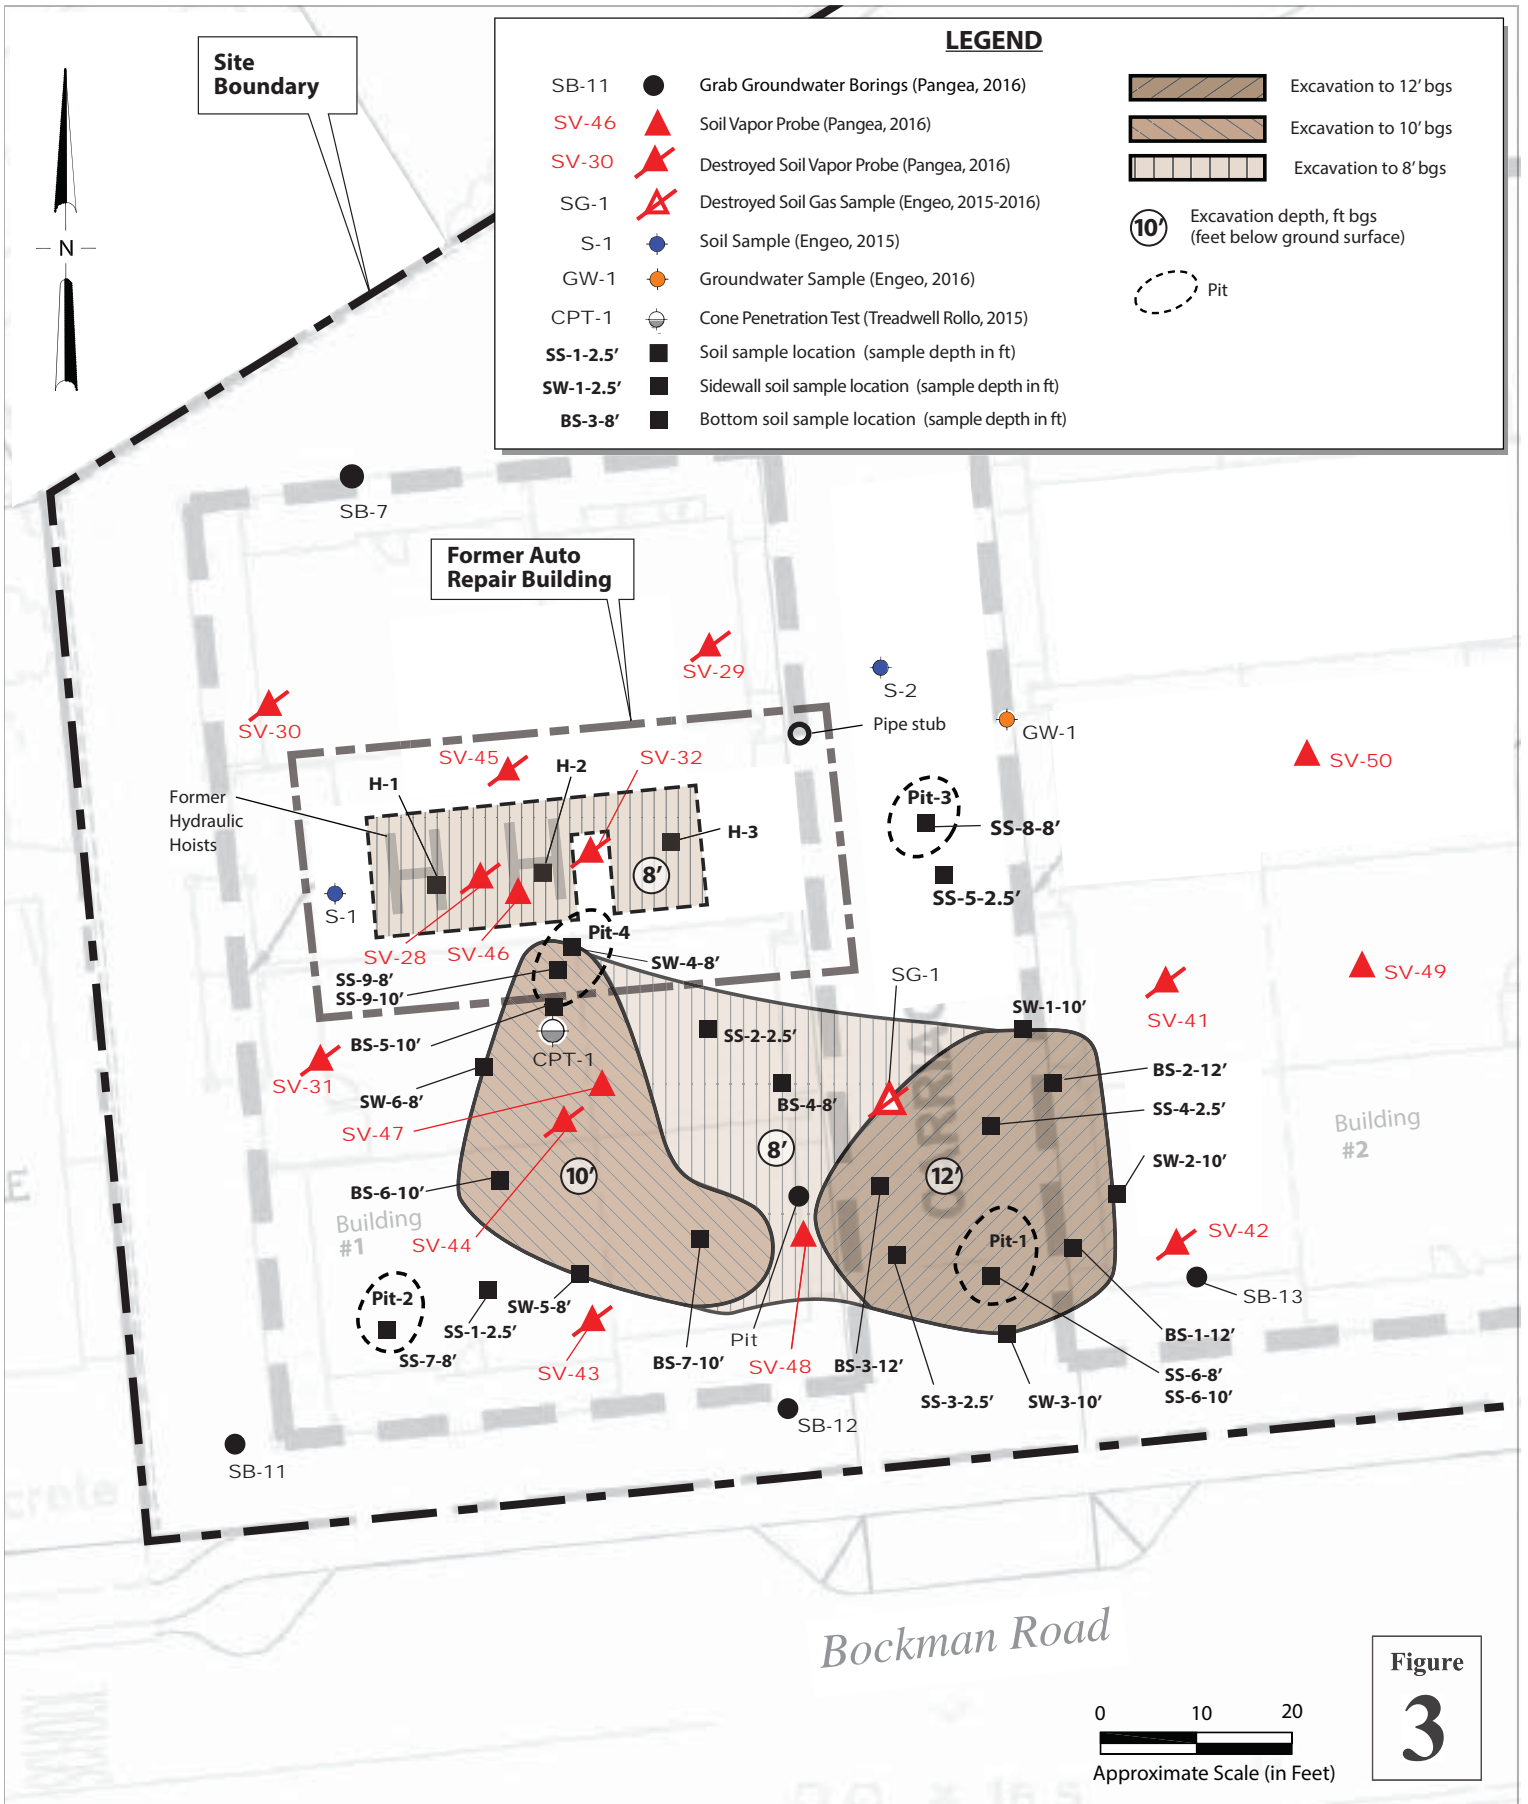 LEGEND
SB-11 Grab Groundwater Borings (Pangea, 2016)
SV-46 Soil Vapor Probe (Pangea, 2016)
SV-30 Destroyed Soil Vapor Probe (Pangea, 2016)
SG-1 Destroyed Soil Gas Sample (Engeo, 2015-2016)
S-1 Soil Sample (Engeo, 2015)
GW-1 Groundwater Sample (Engeo, 2016)
CPT-1 Cone Penetration Test (Treadwell Rollo, 2015)
SS-1-2.5' Soil sample location (sample depth in ft)
SW-1-2.5' Sidewall soil sample location (sample depth in ft)
BS-3-8' Bottom soil sample location (sample depth in ft)
Excavation to 12' bgs
Excavation to 10' bgs
Excavation to 8' bgs
10' Excavation depth, ft bgs
(feet below ground surface)
Pit
Site
Boundary
N
SB-7
Former Auto
Repair Building
SV-29
S-2
SV-30
Pipe stub
GW-1
SV-45
H-2
SV-32
SV-50
H-1
Former
Hydraulic
Hoists
Pit-3
SS-8-8'
H-3
8'
SS-5-2.5'
S-1
Pit-4
SV-28
SV-46
SW-4-8'
SS-9-8'
SS-9-10'
SG-1
SV-49
SW-1-10'
SV-41
BS-5-10'
SS-2-2.5'
CPT-1
SV-31
BS-2-12'
SW-6-8'
BS-4-8'
SS-4-2.5'
CARRIAG
SV-47
Building
#2
8'
SW-2-10'
10'
12'
E
BS-6-10'
Building
#1
SV-44
Pit-1
SV-42
Pit-2
SB-13
SW-5-8'
SS-1-2.5'
SS-7-8'
Pit
BS-1-12'
SV-43
BS-7-10'
SV-48
BS-3-12'
SS-6-8'
SS-6-10'
SS-3-2.5'
SW-3-10'
SB-12
SB-11
crete
Bockman Road
Figure
3
0 10 20
Approximate Scale (in Feet)